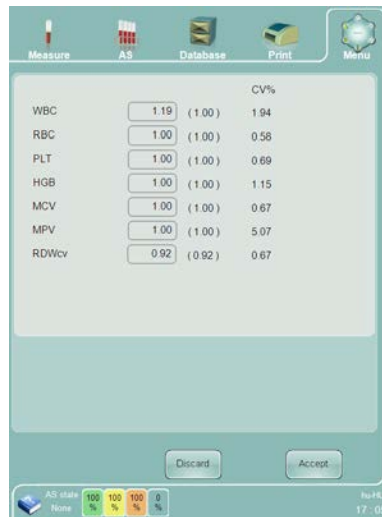 Measure AS Database Print Menu
CV%
WBC 1.19 (1.00) 1.94
RBC 1.00 (1.00) 0.58
PLT 1.00 (1.00) 0.69
HGB 1.00 (1.00) 1.15
MCV 1.00 (1.00) 0.67
MPV 1.00 (1.00) 5.07
RDWcv 0.92 (0.92) 0.67
Discard Accept
AS state
None
100 % 100 % 100 % 0 %